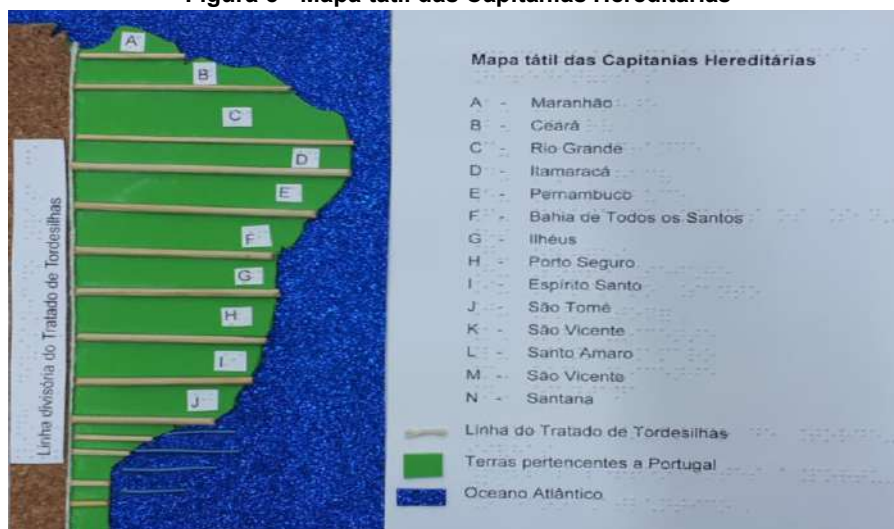 Figura 3 - Mapa tátil das Capitanias Hereditárias
A
B
C
D
E
F
G
H
I
J
Linha divisória do Tratado de Tordesilhas
Mapa tátil das Capitanias Hereditárias
A - Maranhão
B - Ceará
C - Rio Grande
D - Itamaracá
E - Pernambuco
F - Bahia de Todos os Santos
G - Ilhéus
H - Porto Seguro
I - Espírito Santo
J - São Tomé
K - São Vicente
L - Santo Amaro
M - São Vicente
N - Santana
Linha do Tratado de Tordesilhas
Terras pertencentes a Portugal
Oceano Atlântico